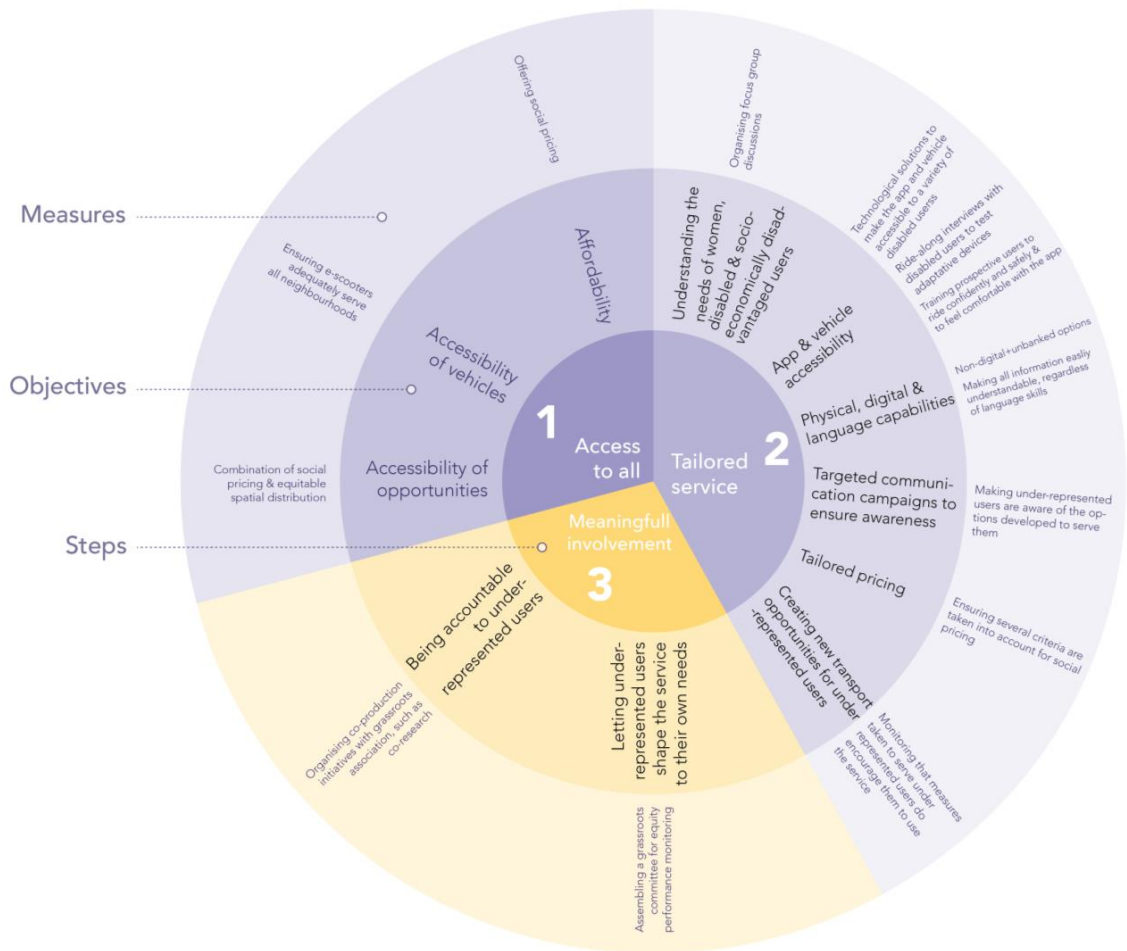 Measures
Objectives
Steps
1
Access
to all
Affordability
Accessibility
of vehicles
Accessibility of
opportunities
Offering social pricing
Ensuring e-scooters
adequately serve
all neighbourhoods
Combination of social
pricing & equitable
spatial distribution
2
Tailored
service
Understanding the
needs of women,
disabled & socio-
economically disad-
vantaged users
App & vehicle
accessibility
Physical, digital &
language capabilities
Targeted communi-
cation campaigns to
ensure awareness
Tailored pricing
Creating new transport
opportunities for under
-represented users
Organising focus group
discussions
Technological solutions to
make the app and vehicle
accessible to a variety of
disabled userss
Ride-along interviews with
disabled users to test
adaptative devices
Training prospective users to
ride confidently and safely &
to feel comfortable with the app
Non-digital+unbanked options
Making all information easliy
understandable, regardless
of language skills
Making under-represented
users are aware of the op-
tions developed to serve
them
Ensuring several criteria are
taken into account for social
pricing
Monitoring that measures
taken to serve under
represented users do
encourage them to use
the service
Meaningfull
involvement
3
Being accountable
to under-
represented users
Letting under-
represented users
shape the service
to their own needs
Organising co-production
initiatives with grassroots
association, such as
co-research
Assembling a grassroots
committee for equity
performance monitoring